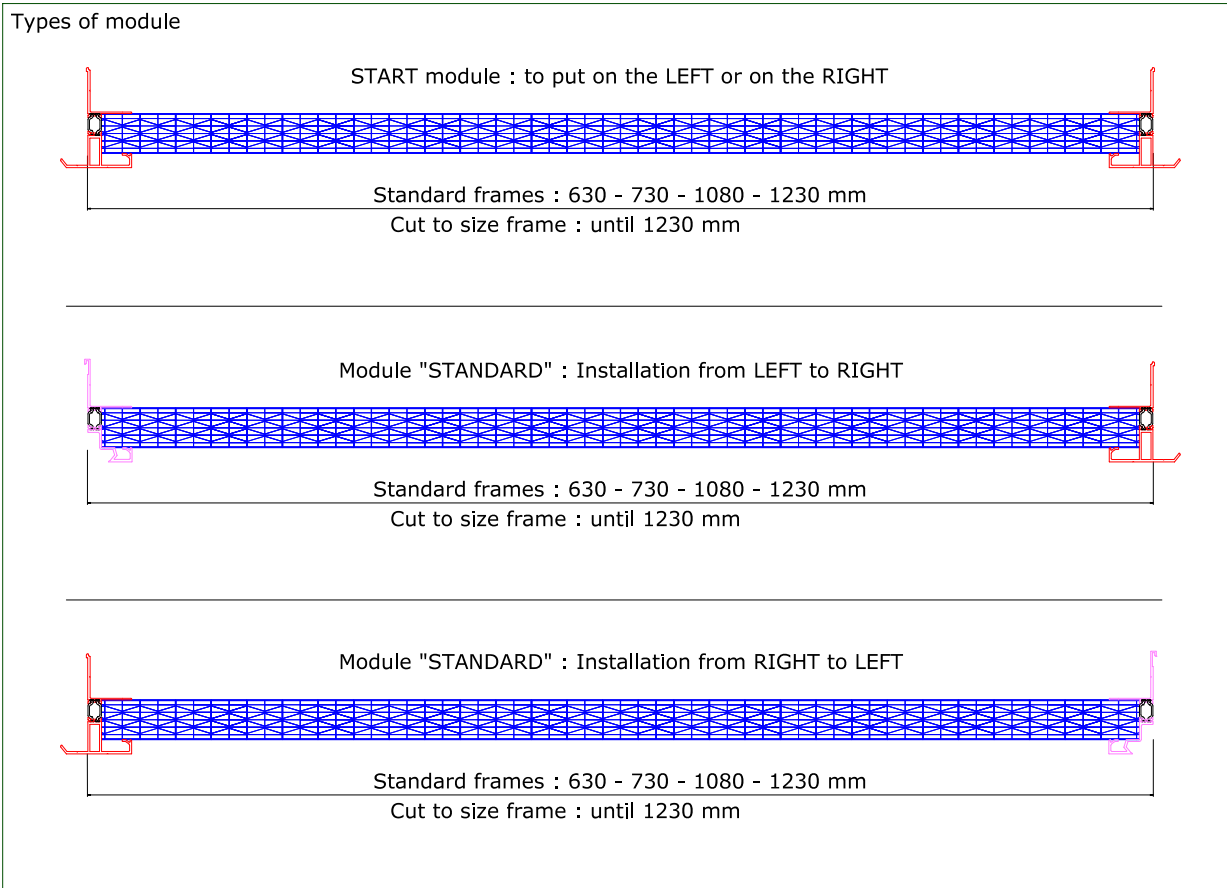 Types of module
START module : to put on the LEFT or on the RIGHT
Standard frames : 630 - 730 - 1080 - 1230 mm
Cut to size frame : until 1230 mm
Module "STANDARD" : Installation from LEFT to RIGHT
Standard frames : 630 - 730 - 1080 - 1230 mm
Cut to size frame : until 1230 mm
Module "STANDARD" : Installation from RIGHT to LEFT
Standard frames : 630 - 730 - 1080 - 1230 mm
Cut to size frame : until 1230 mm